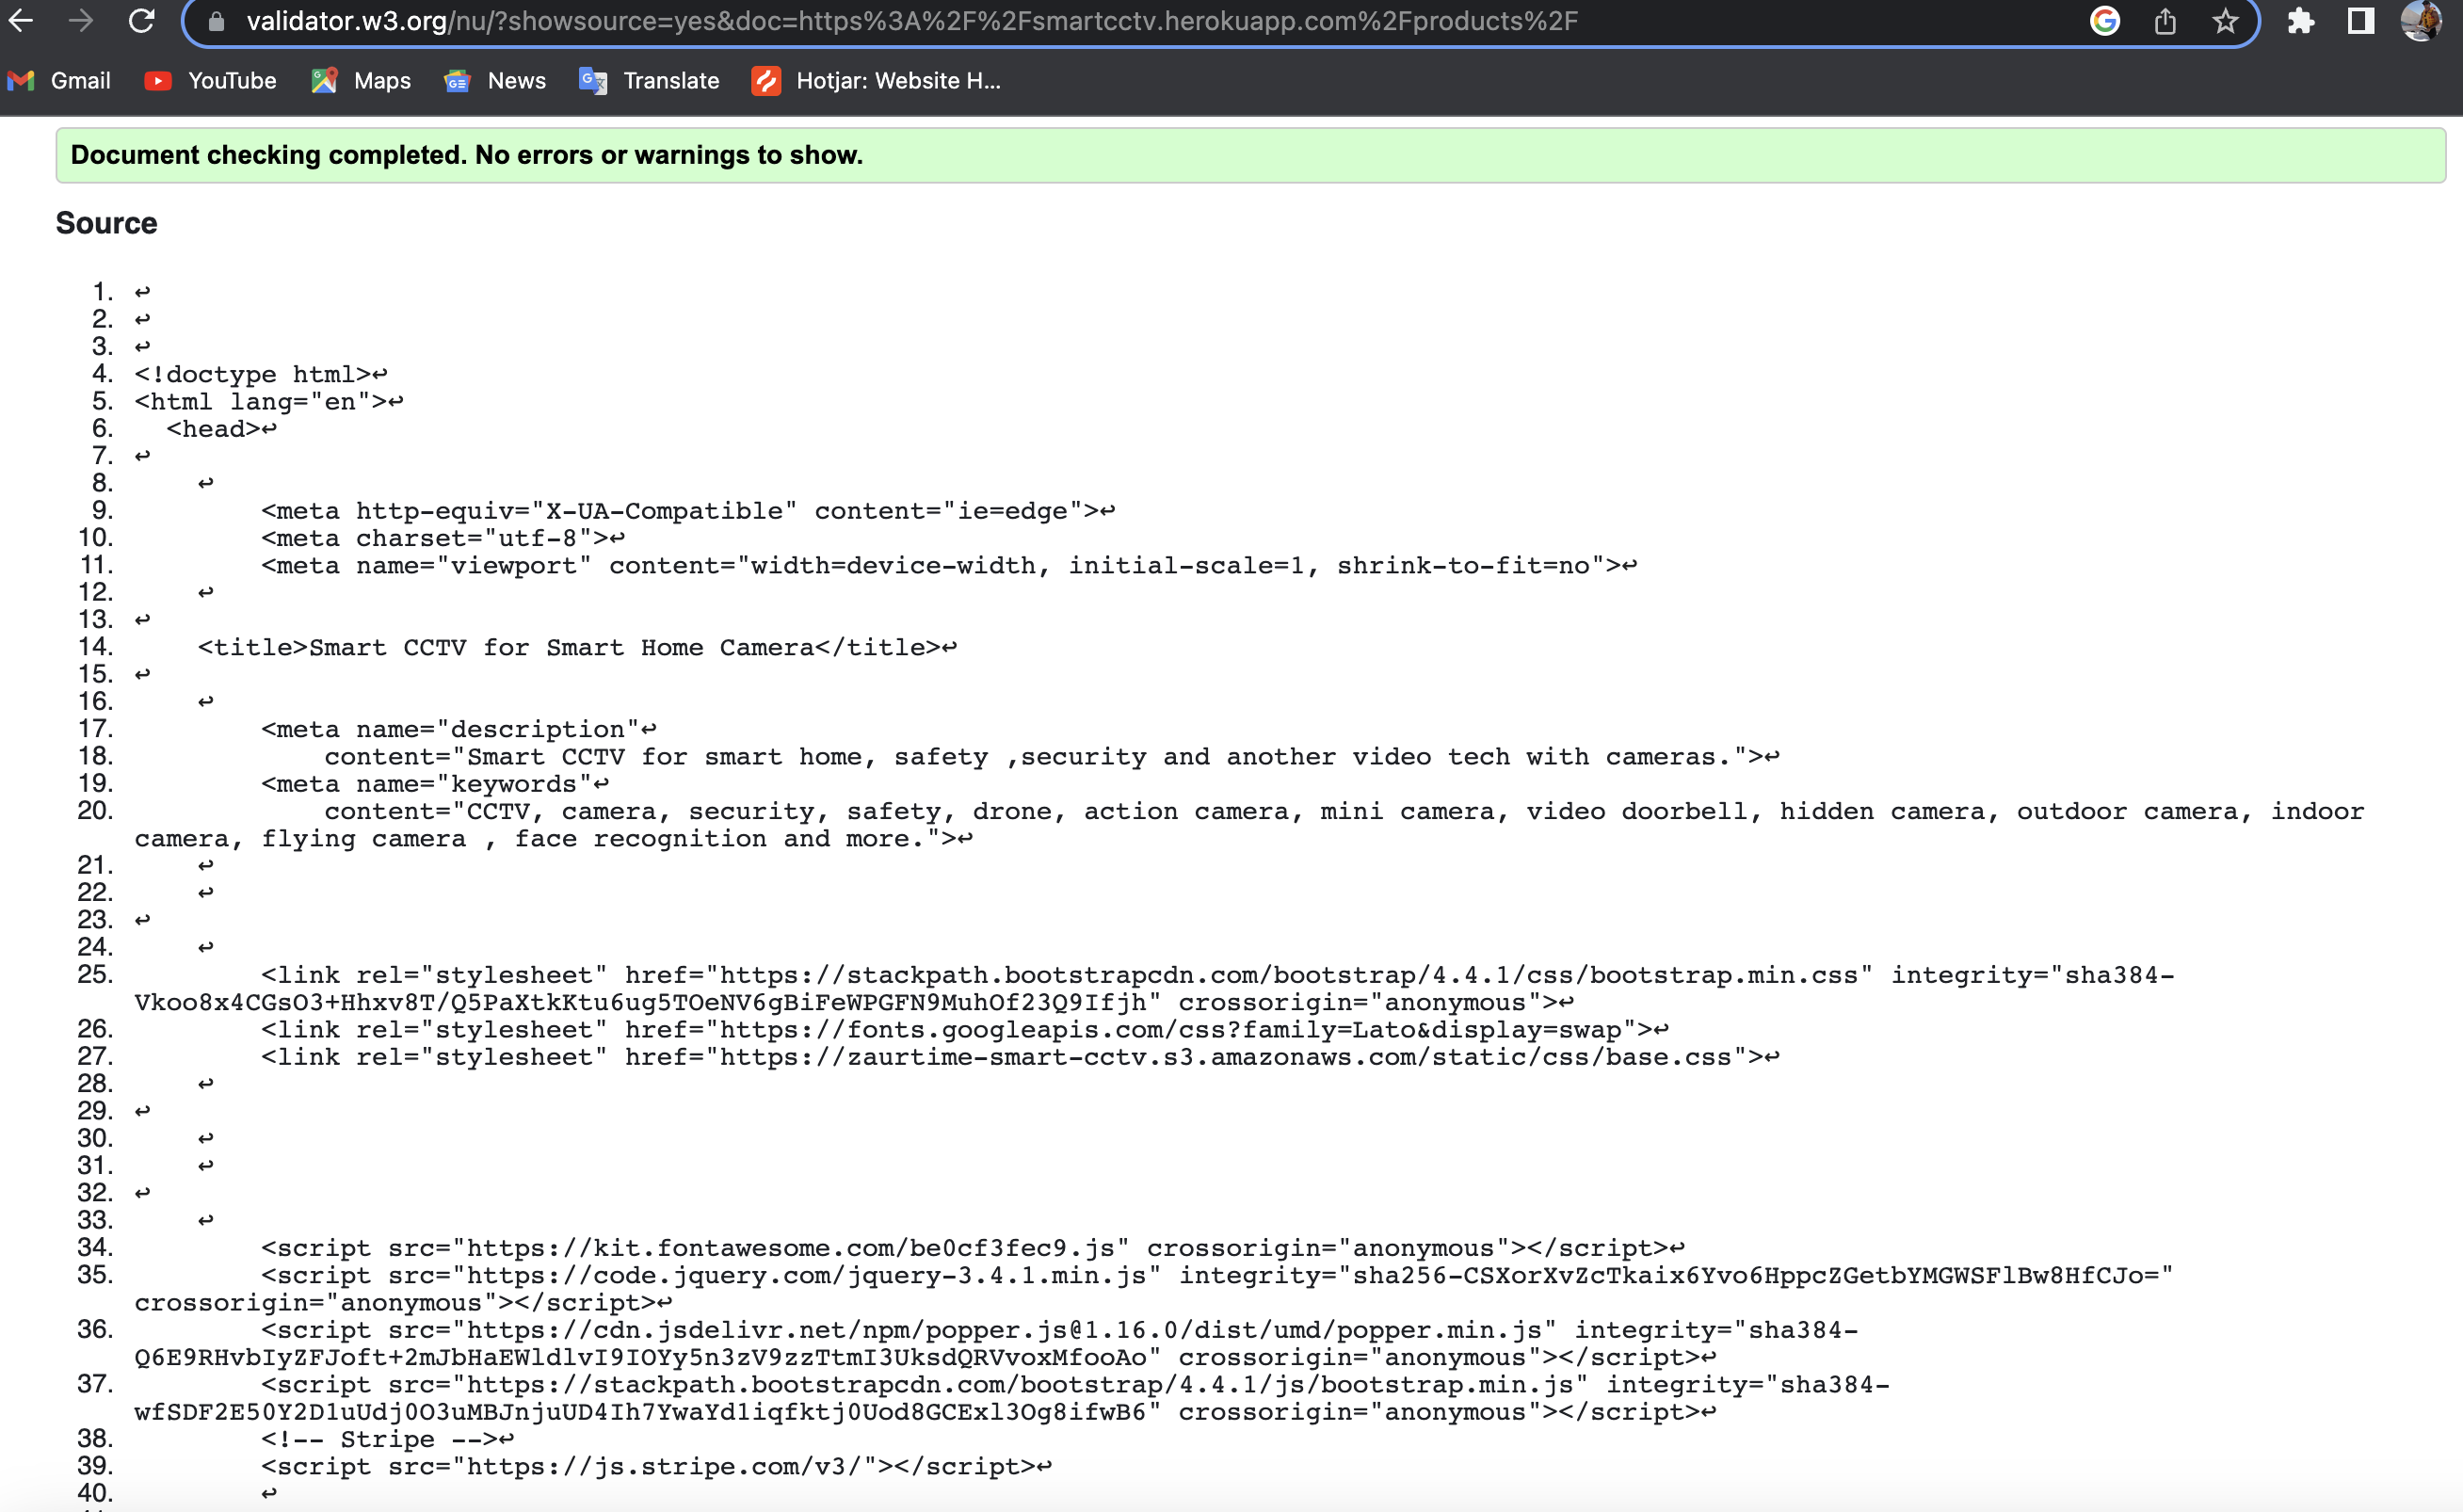 validator.w3.org/nu/?showsource=yes&doc=https%3A%2F%2Fsmartcctv.herokuapp.com%2Fproducts%2F
Gmail YouTube Maps News Translate Hotjar: Website H...
Document checking completed. No errors or warnings to show.
Source
1. ↩
2. ↩
3. ↩
4. <!doctype html>↩
5. <html lang="en">↩
6.   <head>↩
7. ↩
8.     ↩
9.         <meta http-equiv="X-UA-Compatible" content="ie=edge">↩
10.         <meta charset="utf-8">↩
11.         <meta name="viewport" content="width=device-width, initial-scale=1, shrink-to-fit=no">↩
12.     ↩
13. ↩
14.     <title>Smart CCTV for Smart Home Camera</title>↩
15. ↩
16.     ↩
17.         <meta name="description"↩
18.             content="Smart CCTV for smart home, safety ,security and another video tech with cameras.">↩
19.         <meta name="keywords"↩
20.             content="CCTV, camera, security, safety, drone, action camera, mini camera, video doorbell, hidden camera, outdoor camera, indoor
camera, flying camera , face recognition and more.">↩
21.     ↩
22.     ↩
23. ↩
24.     ↩
25.         <link rel="stylesheet" href="https://stackpath.bootstrapcdn.com/bootstrap/4.4.1/css/bootstrap.min.css" integrity="sha384-
Vkoo8x4CGsO3+Hhxv8T/Q5PaXtkKtu6ug5TOeNV6gBiFeWPGFN9MuhOf23Q9Ifjh" crossorigin="anonymous">↩
26.         <link rel="stylesheet" href="https://fonts.googleapis.com/css?family=Lato&display=swap">↩
27.         <link rel="stylesheet" href="https://zaurtime-smart-cctv.s3.amazonaws.com/static/css/base.css">↩
28.     ↩
29. ↩
30.     ↩
31.     ↩
32. ↩
33.     ↩
34.         <script src="https://kit.fontawesome.com/be0cf3fec9.js" crossorigin="anonymous"></script>↩
35.         <script src="https://code.jquery.com/jquery-3.4.1.min.js" integrity="sha256-CSXorXvZcTkaix6Yvo6HppcZGetbYMGWSFlBw8HfCJo="
crossorigin="anonymous"></script>↩
36.         <script src="https://cdn.jsdelivr.net/npm/popper.js@1.16.0/dist/umd/popper.min.js" integrity="sha384-
Q6E9RHvbIyZFJoft+2mJbHaEWldlvI9IOYy5n3zV9zzTtmI3UksdQRVvoxMfooAo" crossorigin="anonymous"></script>↩
37.         <script src="https://stackpath.bootstrapcdn.com/bootstrap/4.4.1/js/bootstrap.min.js" integrity="sha384-
wfSDF2E50Y2D1uUdj0O3uMBJnjuUD4Ih7YwaYd1iqfktj0Uod8GCExl3Og8ifwB6" crossorigin="anonymous"></script>↩
38.         <!-- Stripe -->↩
39.         <script src="https://js.stripe.com/v3/"></script>↩
40.         ↩